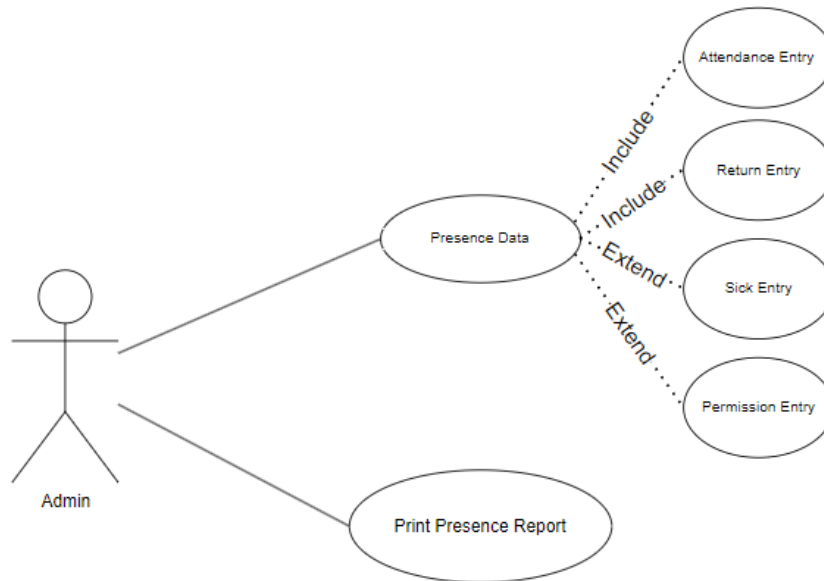 Attendance Entry
Include
Return Entry
Include
Presence Data
Extend
Sick Entry
Extend
Permission Entry
Admin
Print Presence Report